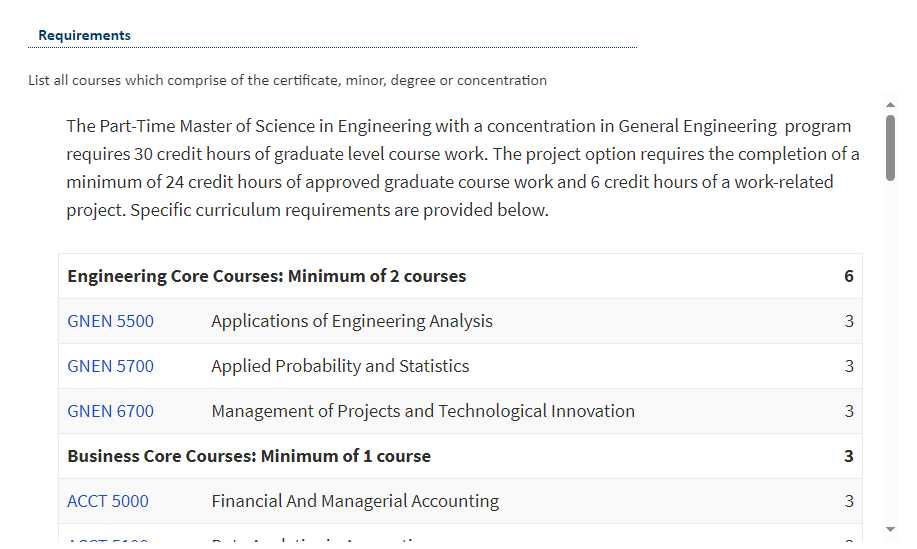 Requirements
List all courses which comprise of the certificate, minor, degree or concentration
The Part-Time Master of Science in Engineering with a concentration in General Engineering program
requires 30 credit hours of graduate level course work. The project option requires the completion of a
minimum of 24 credit hours of approved graduate course work and 6 credit hours of a work-related
project. Specific curriculum requirements are provided below.
Engineering Core Courses: Minimum of 2 courses 6
GNEN 5500 Applications of Engineering Analysis 3
GNEN 5700 Applied Probability and Statistics 3
GNEN 6700 Management of Projects and Technological Innovation 3
Business Core Courses: Minimum of 1 course 3
ACCT 5000 Financial And Managerial Accounting 3